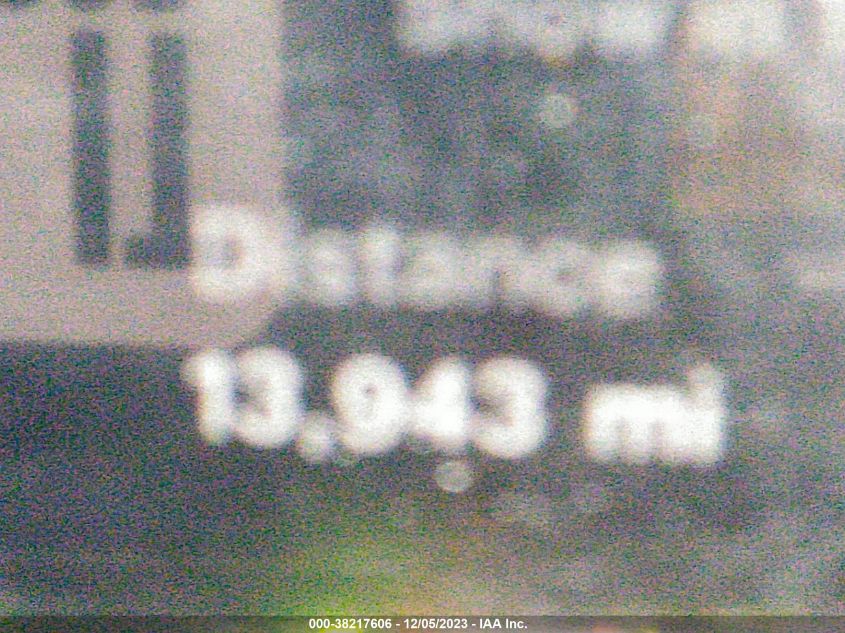 Distance
13,943 mi
000-38217606 - 12/05/2023 - IAA Inc.